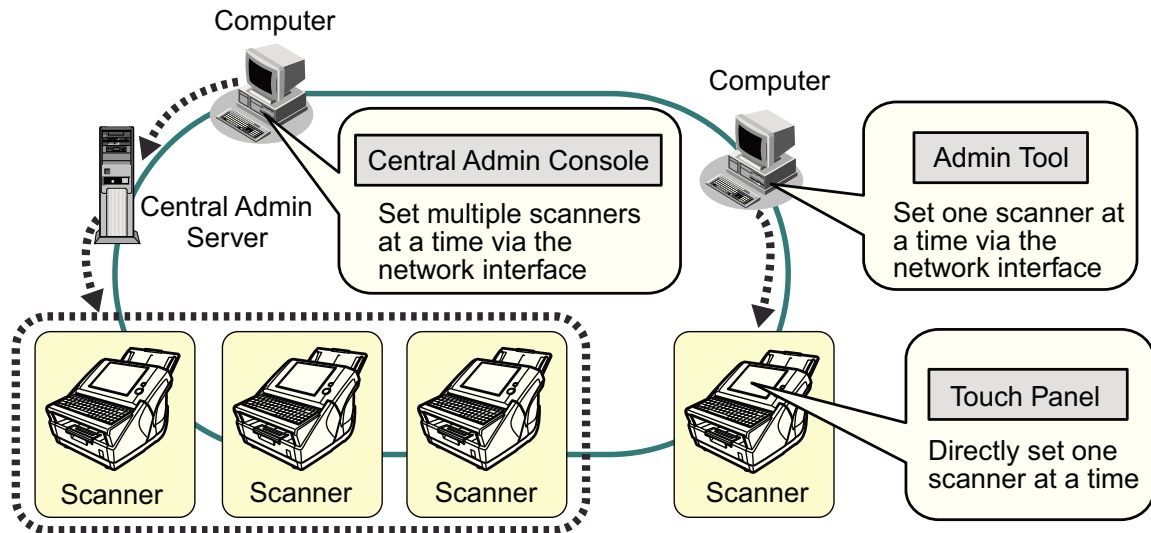 Computer
Computer
Central Admin Console
Set multiple scanners
at a time via the
network interface
Admin Tool
Set one scanner at
a time via the
network interface
Central Admin
Server
Touch Panel
Directly set one
scanner at a time
Scanner
Scanner
Scanner
Scanner